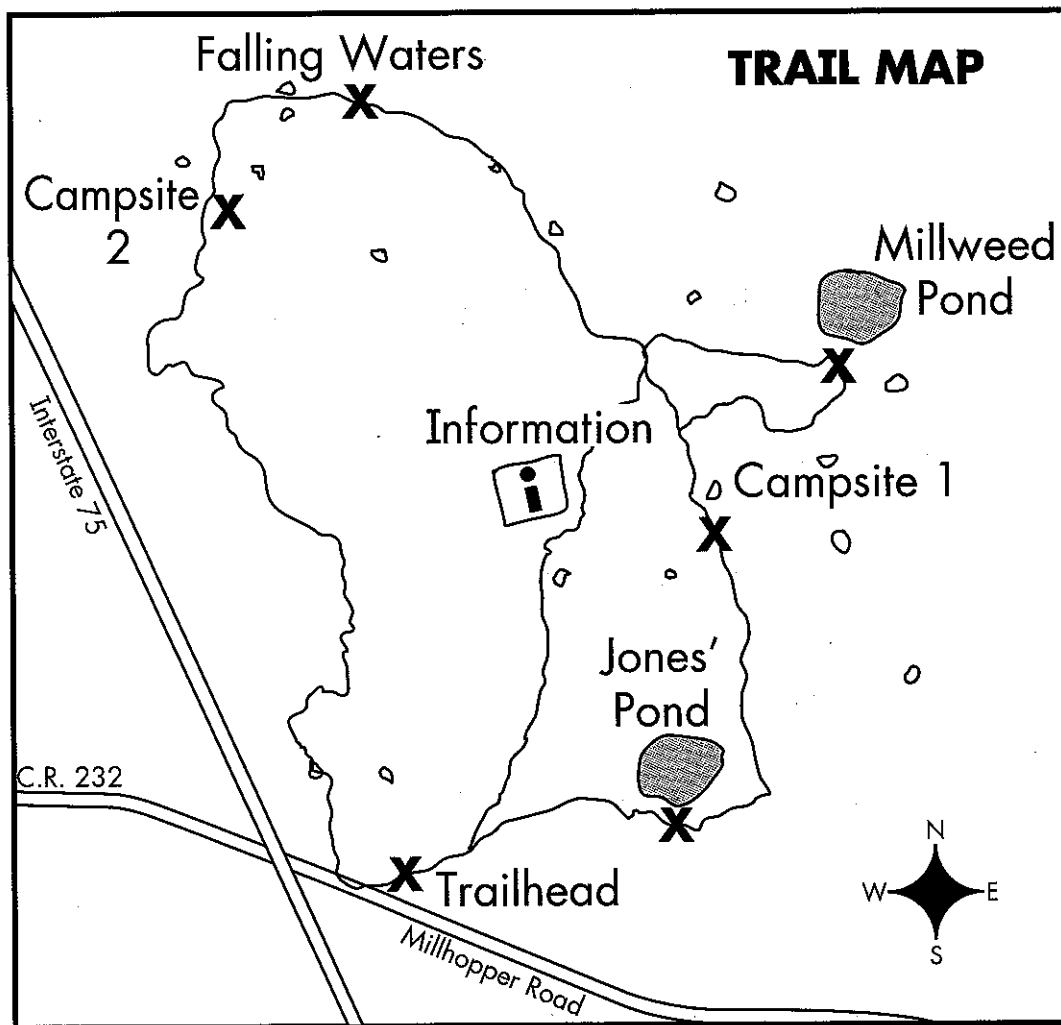 TRAIL MAP
Falling Waters
Campsite
2
Millweed
Pond
Interstate 75
Information
i
Campsite 1
Jones'
Pond
C.R. 232
Trailhead
Millhopper Road
N
W
E
S